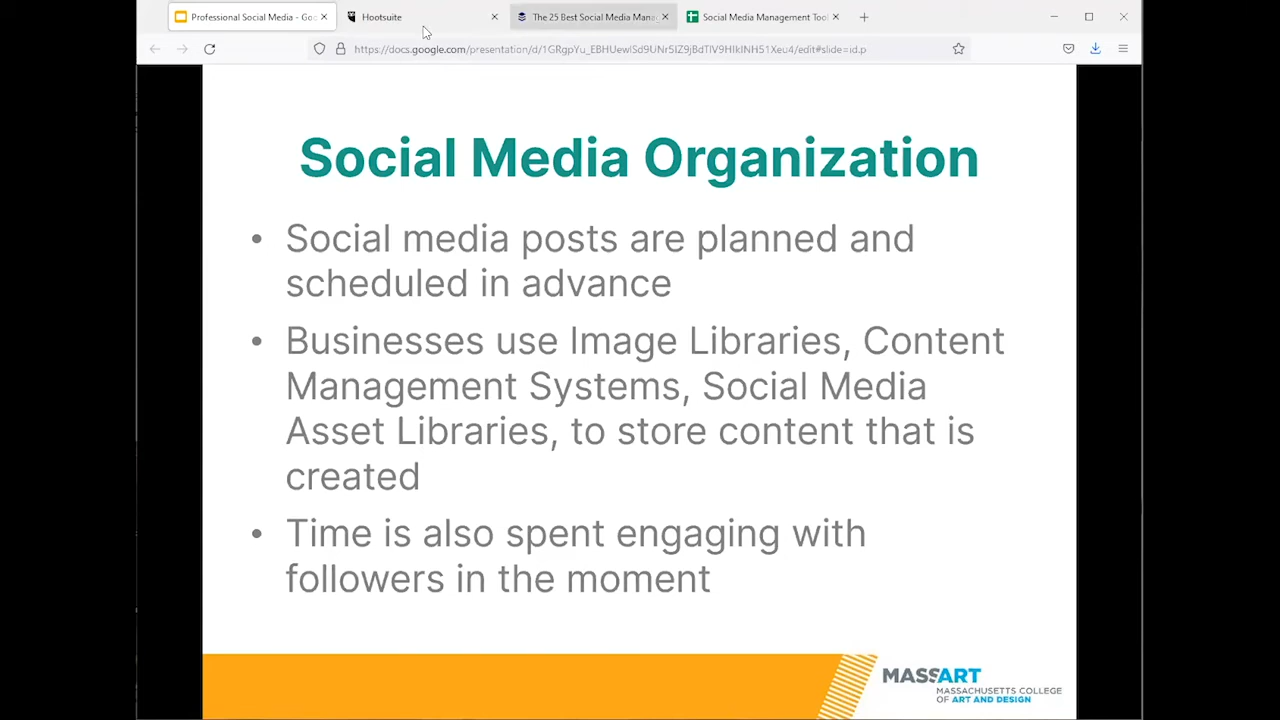 Professional Social Media - Goo
Hootsuite
The 25 Best Social Media Mana
Social Media Management Tool
https://docs.google.com/presentation/d/1GRgpYu_EBHUewlSd9UNrSIZ9jBdTlV9HIkINH51Xeu4/edit#slide=id.p
Social Media Organization
• Social media posts are planned and
scheduled in advance
• Businesses use Image Libraries, Content
Management Systems, Social Media
Asset Libraries, to store content that is
created
• Time is also spent engaging with
followers in the moment
MASSART
MASSACHUSETTS COLLEGE
OF ART AND DESIGN